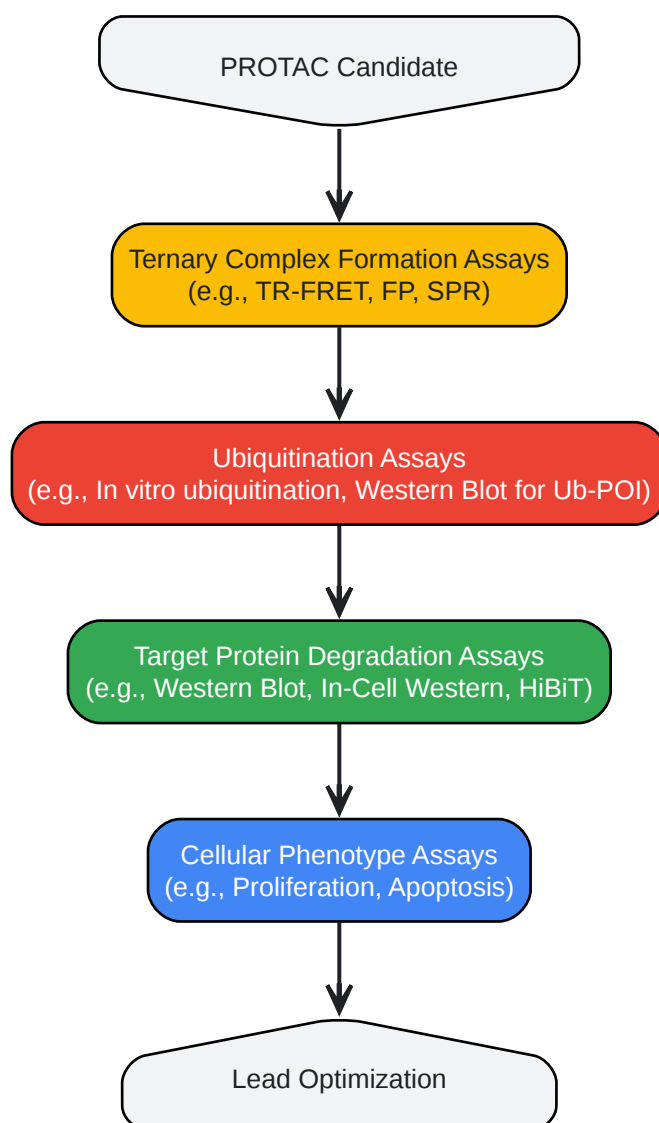 PROTAC Candidate
Ternary Complex Formation Assays
(e.g., TR-FRET, FP, SPR)
Ubiquitination Assays
(e.g., In vitro ubiquitination, Western Blot for Ub-POI)
Target Protein Degradation Assays
(e.g., Western Blot, In-Cell Western, HiBiT)
Cellular Phenotype Assays
(e.g., Proliferation, Apoptosis)
Lead Optimization